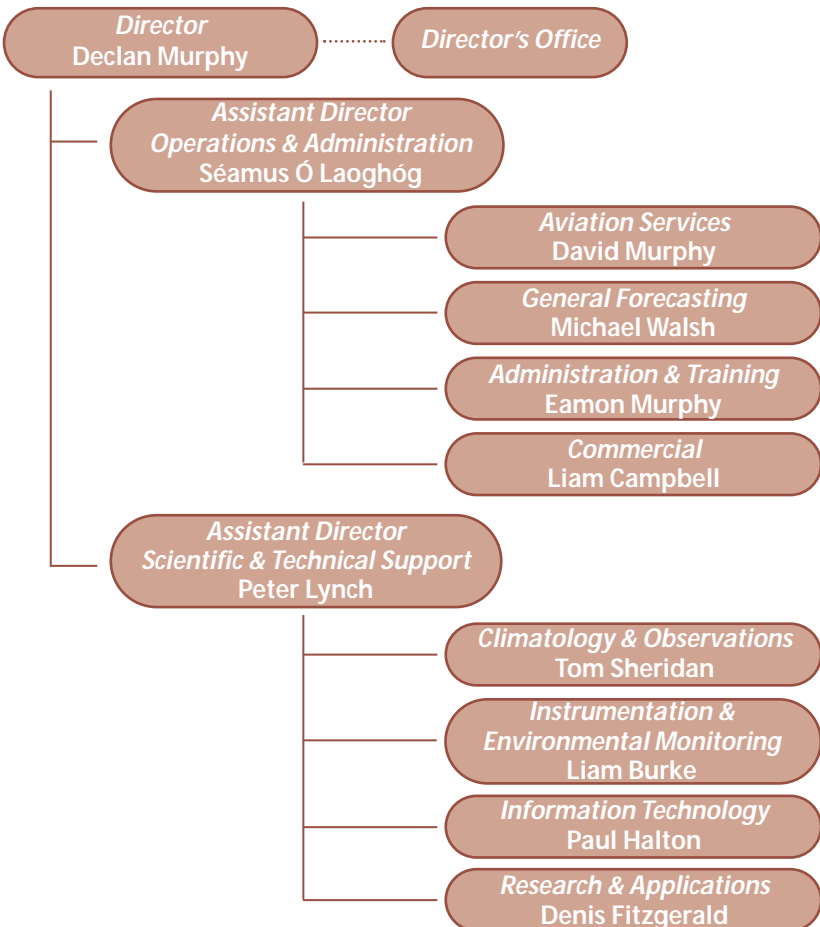 Director
Declan Murphy
Director's Office
Assistant Director
Operations & Administration
Séamus Ó Laoghóg
Aviation Services
David Murphy
General Forecasting
Michael Walsh
Administration & Training
Eamon Murphy
Commercial
Liam Campbell
Assistant Director
Scientific & Technical Support
Peter Lynch
Climatology & Observations
Tom Sheridan
Instrumentation &
Environmental Monitoring
Liam Burke
Information Technology
Paul Halton
Research & Applications
Denis Fitzgerald